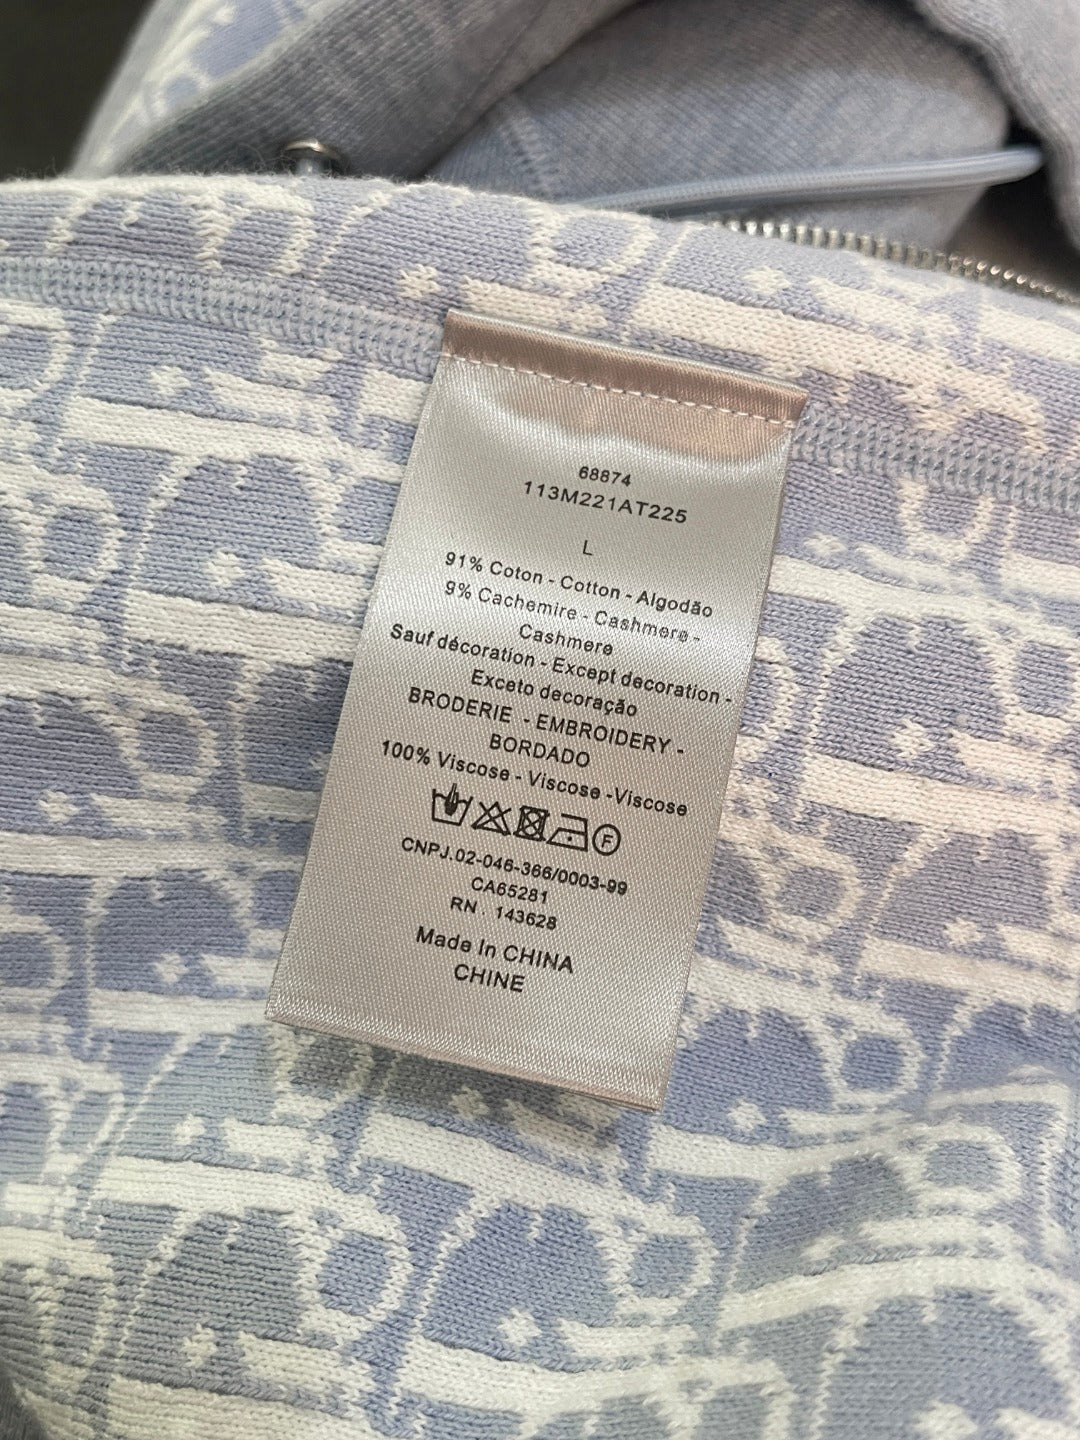 68874
113M221AT225
L
91% Coton - Cotton - Algodão
9% Cachemire - Cashmere -
Cashmere
Sauf décoration - Except decoration -
Exceto decoração
BRODERIE - EMBROIDERY -
BORDADO
100% Viscose - Viscose -Viscose
F
CNPJ.02-046-366/0003-99
CA65281
RN . 143628
Made In CHINA
CHINE